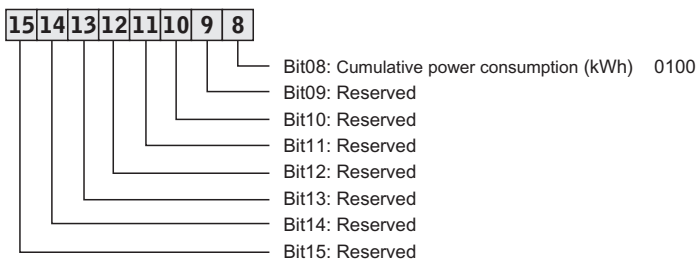 15 14 13 12 11 10 9 8
Bit08: Cumulative power consumption (kWh) 0100
Bit09: Reserved
Bit10: Reserved
Bit11: Reserved
Bit12: Reserved
Bit13: Reserved
Bit14: Reserved
Bit15: Reserved